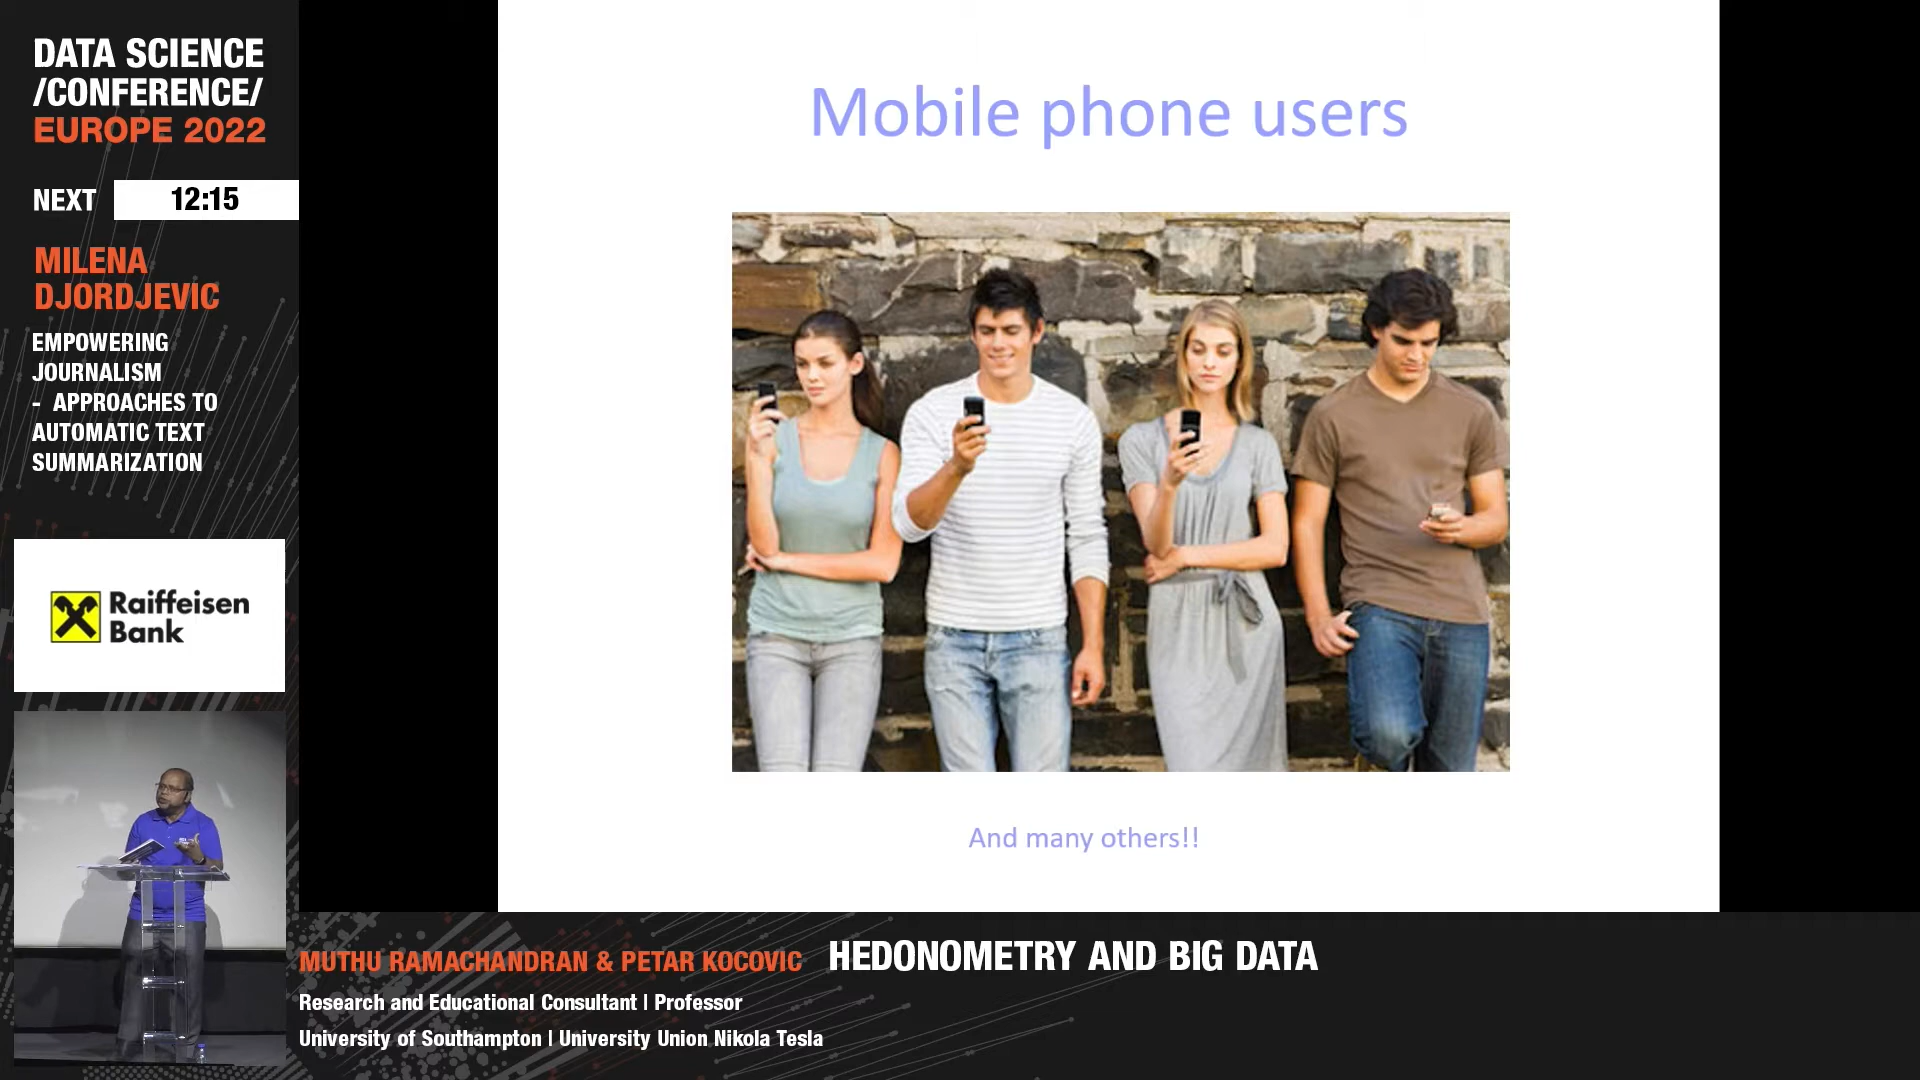 DATA SCIENCE
/CONFERENCE/
EUROPE 2022
NEXT 12:15
MILENA
DJORDJEVIC
EMPOWERING
JOURNALISM
- APPROACHES TO
AUTOMATIC TEXT
SUMMARIZATION
Raiffeisen
Bank
Mobile phone users
And many others!!
MUTHU RAMACHANDRAN & PETAR KOCOVIC HEDONOMETRY AND BIG DATA
Research and Educational Consultant | Professor
University of Southampton | University Union Nikola Tesla